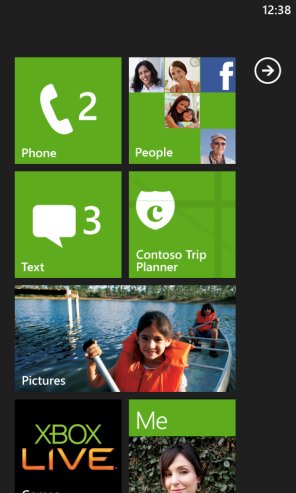 12:38
2
Phone
f
People
3
Text
c
Contoso Trip
Planner
Pictures
XBOX
LIVE
Me